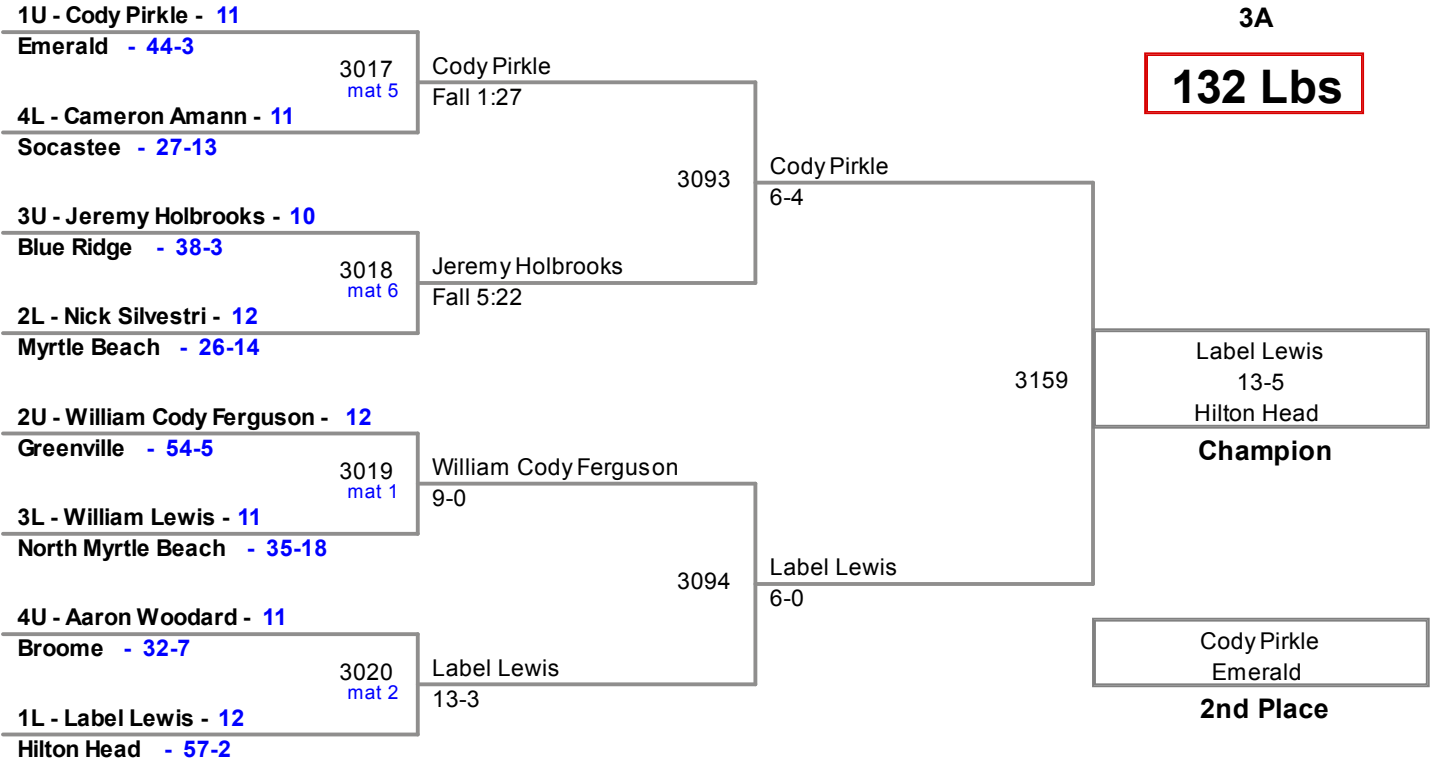 1U - Cody Pirkle - 11
Emerald - 44-3
3017
mat 5
4L - Cameron Amann - 11
Socastee - 27-13
3U - Jeremy Holbrooks - 10
Blue Ridge - 38-3
3018
mat 6
2L - Nick Silvestri - 12
Myrtle Beach - 26-14
2U - William Cody Ferguson - 12
Greenville - 54-5
3019
mat 1
3L - William Lewis - 11
North Myrtle Beach - 35-18
4U - Aaron Woodard - 11
Broome - 32-7
3020
mat 2
1L - Label Lewis - 12
Hilton Head - 57-2
Cody Pirkle
Fall 1:27
3093
Jeremy Holbrooks
Fall 5:22
William Cody Ferguson
9-0
3094
Label Lewis
13-3
Cody Pirkle
6-4
3159
Label Lewis
6-0
3A
132 Lbs
Label Lewis
13-5
Hilton Head
Champion
Cody Pirkle
Emerald
2nd Place